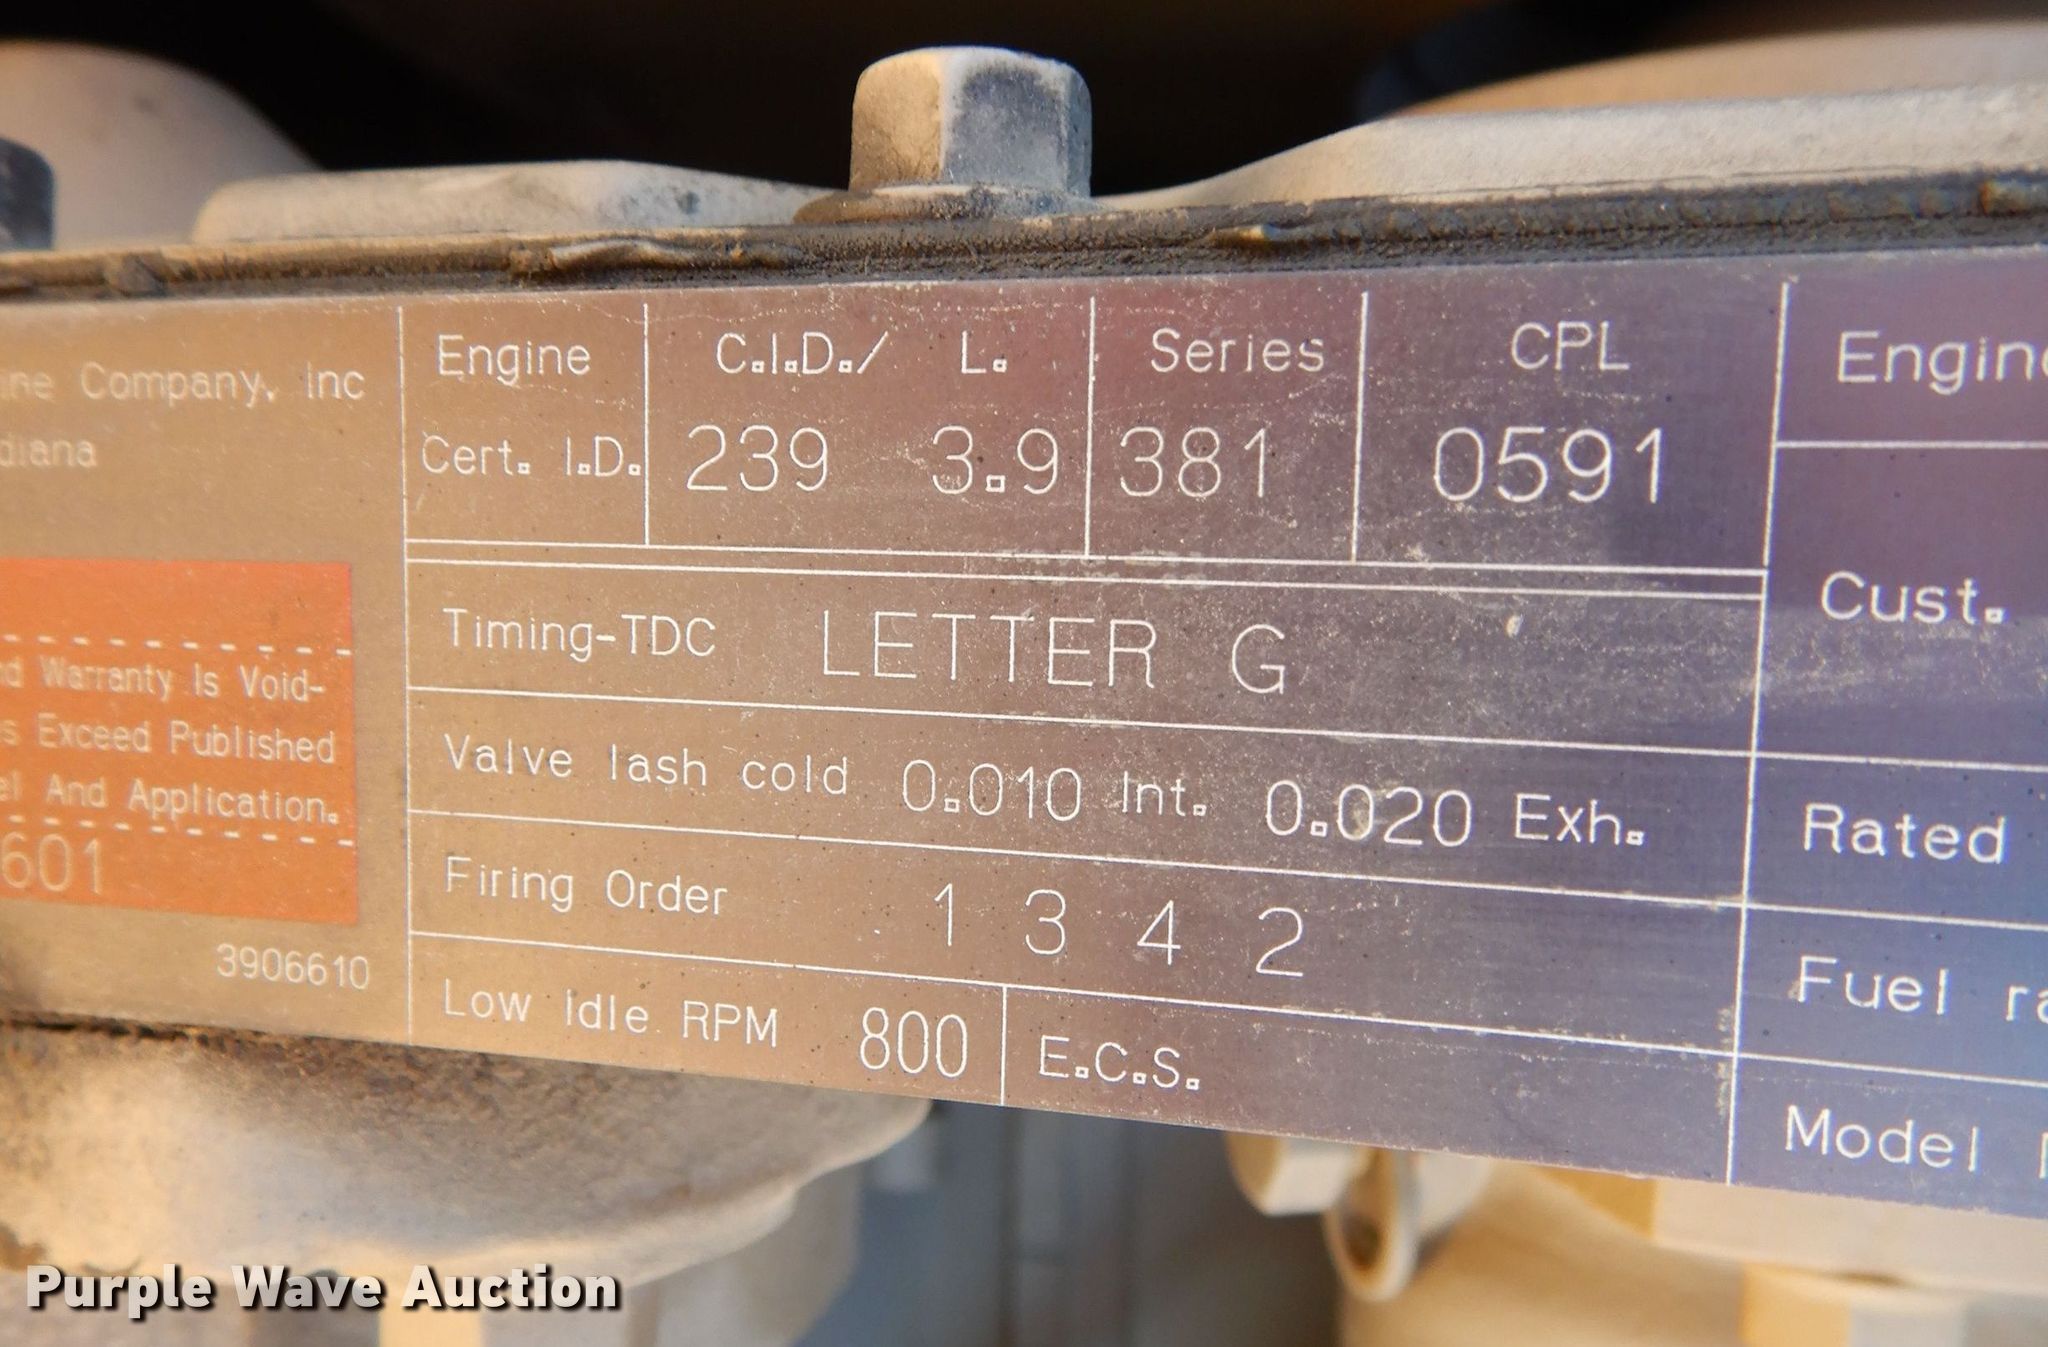 ine Company, Inc
diana
nd Warranty Is Void-
s Exceed Published
el And Application.
601
3906610
Engine
Cert. I.D.
C.I.D./ L.
239 3.9
Series
381
CPL
0591
Timing-TDC LETTER G
Valve lash cold 0.010 Int. 0.020 Exh.
Firing Order 1 3 4 2
Low Idle RPM 800
E.C.S.
Engine
Cust.
Rated
Fuel ra
Model
Purple Wave Auction